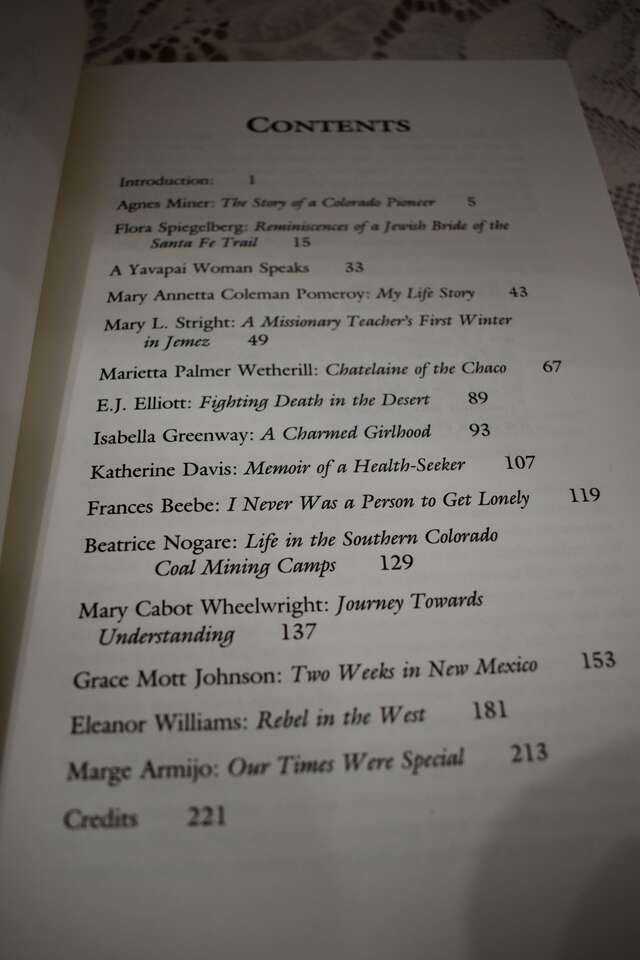 CONTENTS
Introduction: 1
Agnes Miner: The Story of a Colorado Pioneer 5
Flora Spiegelberg: Reminiscences of a Jewish Bride of the
Santa Fe Trail 15
A Yavapai Woman Speaks 33
Mary Annetta Coleman Pomeroy: My Life Story 43
Mary L. Stright: A Missionary Teacher's First Winter
in Jemez 49
Marietta Palmer Wetherill: Chatelaine of the Chaco 67
E.J. Elliott: Fighting Death in the Desert 89
Isabella Greenway: A Charmed Girlhood 93
Katherine Davis: Memoir of a Health-Seeker 107
Frances Beebe: I Never Was a Person to Get Lonely 119
Beatrice Nogare: Life in the Southern Colorado
Coal Mining Camps 129
Mary Cabot Wheelwright: Journey Towards
Understanding 137
Grace Mott Johnson: Two Weeks in New Mexico 153
Eleanor Williams: Rebel in the West 181
Marge Armijo: Our Times Were Special 213
Credits 221